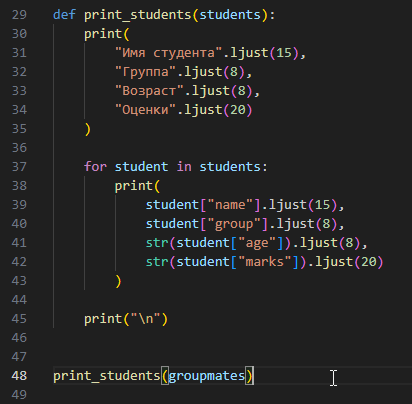 29 def print_students(students):
30     print(
31         "Имя студента".ljust(15),
32         "Группа".ljust(8),
33         "Возраст".ljust(8),
34         "Оценки".ljust(20)
35     )
36
37     for student in students:
38         print(
39             student["name"].ljust(15),
40             student["group"].ljust(8),
41             str(student["age"]).ljust(8),
42             str(student["marks"]).ljust(20)
43         )
44
45     print("\n")
46
47
48 print_students(groupmates)
49